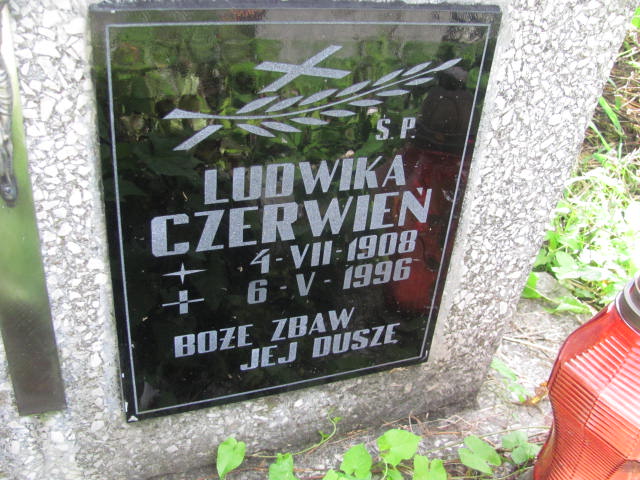 Ś.P.
LUDWIKA
CZERWIEŃ
4-VII-1908
6-V-1996
BOŻE ZBAW
JEJ DUSZĘ